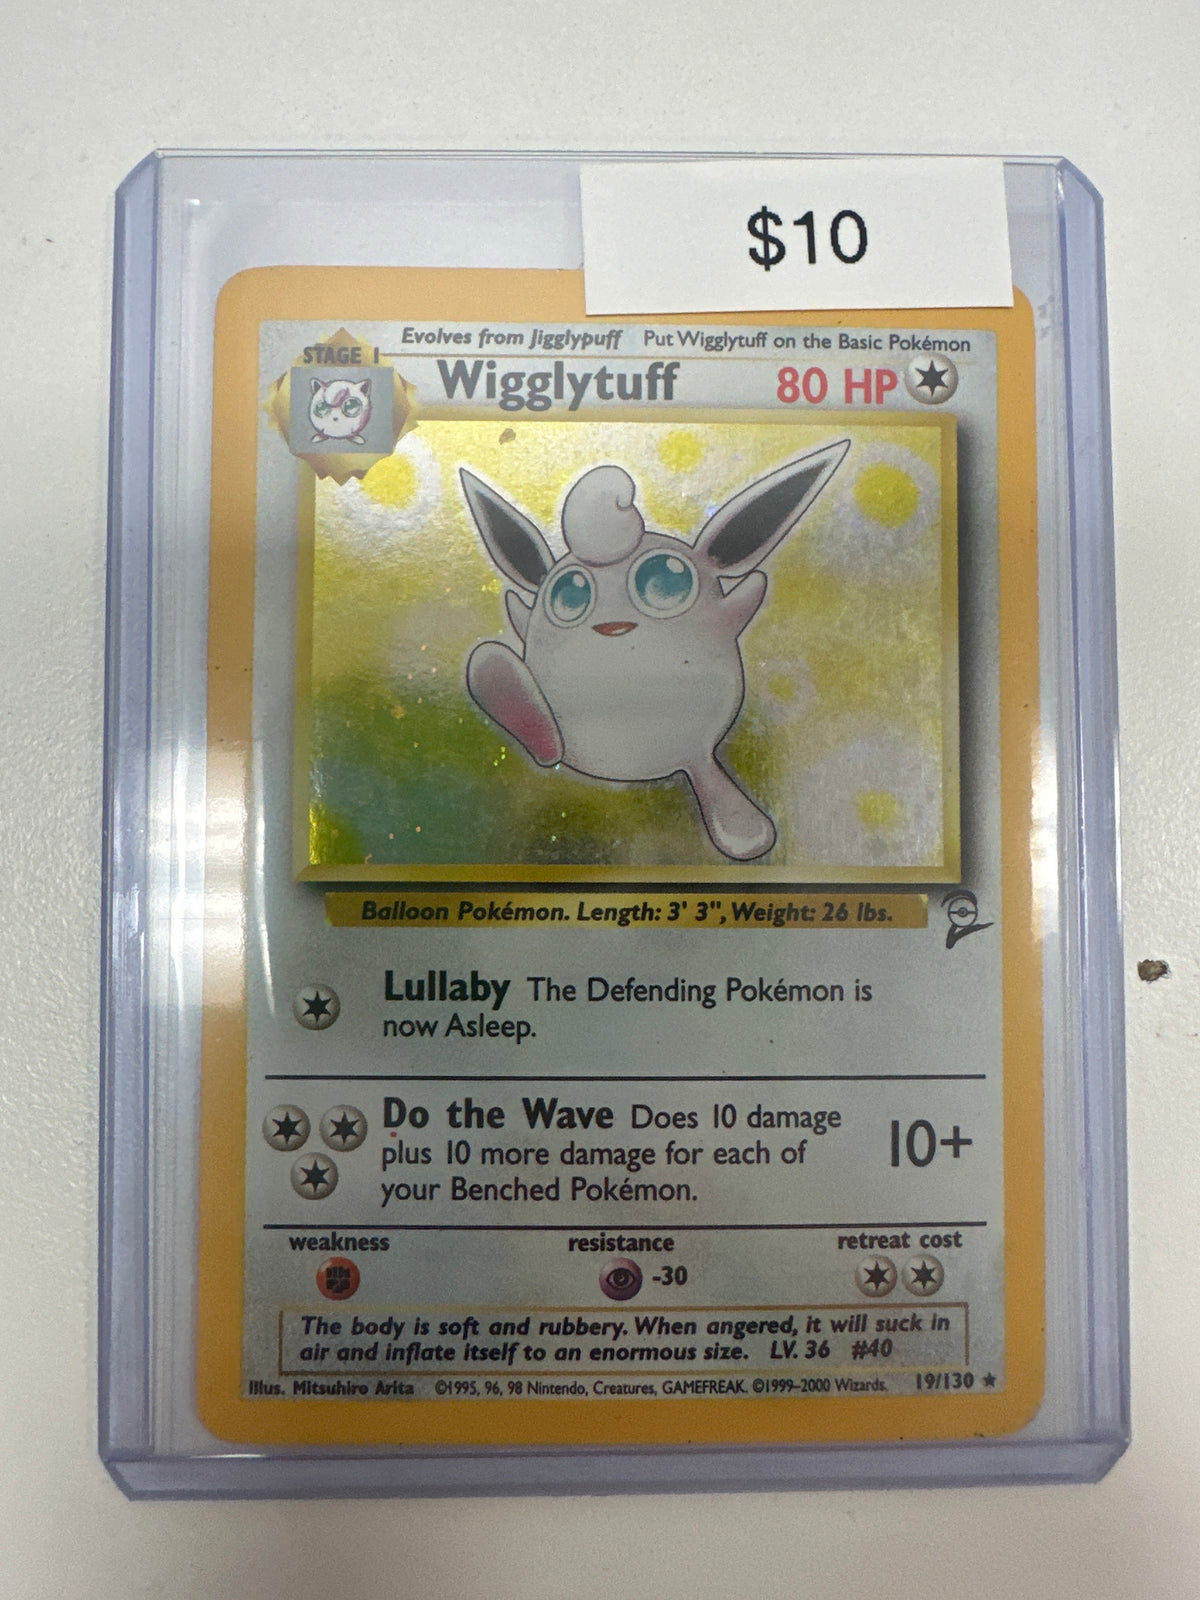 $10
Evolves from Jigglypuff Put Wigglytuff on the Basic Pokémon
STAGE 1
Wigglytuff 80 HP
Balloon Pokémon. Length: 3' 3", Weight: 26 lbs.
Lullaby The Defending Pokémon is
now Asleep.
Do the Wave Does 10 damage
plus 10 more damage for each of
your Benched Pokémon.
10+
weakness resistance retreat cost
-30
The body is soft and rubbery. When angered, it will suck in
air and inflate itself to an enormous size. LV. 36 #40
Illus. Mitsuhiro Arita ©1995, 96, 98 Nintendo, Creatures, GAMEFREAK. ©1999-2000 Wizards. 19/130 ★